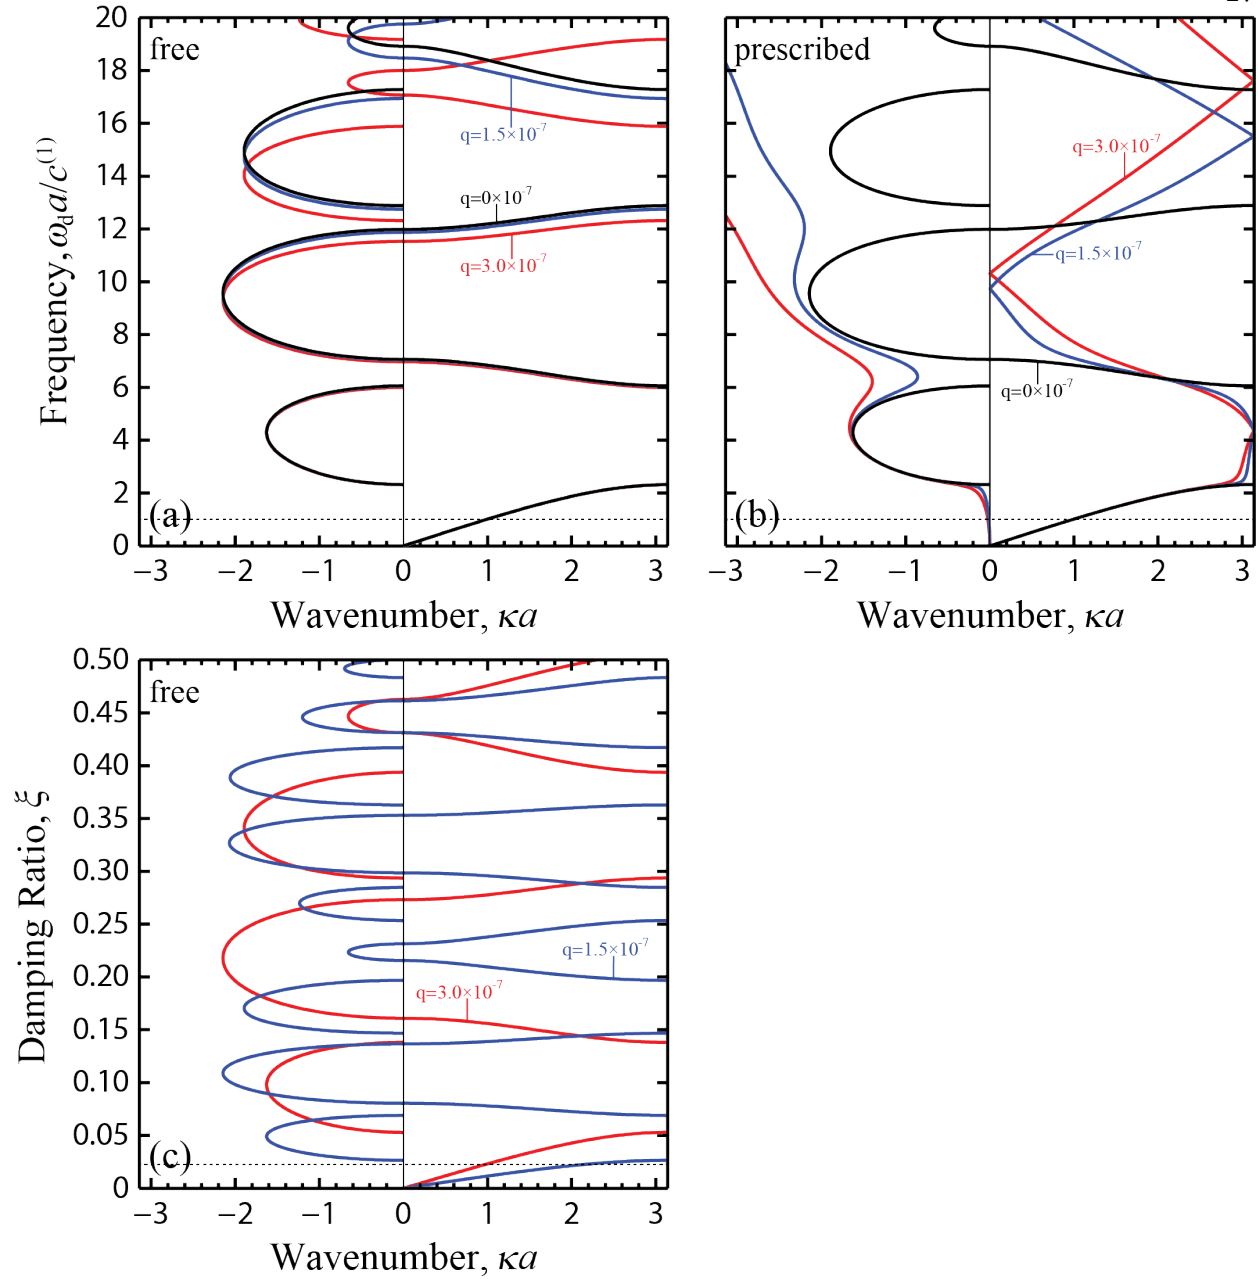 20
18
16
14
12
10
8
6
4
2
0
Frequency, ω_d a/c^(1)
free
q=1.5×10^-7
q=0×10^-7
q=3.0×10^-7
(a)
−3 −2 −1 0 1 2 3
Wavenumber, κa
prescribed
q=3.0×10^-7
q=1.5×10^-7
q=0×10^-7
(b)
−3 −2 −1 0 1 2 3
Wavenumber, κa
0.50
0.45
0.40
0.35
0.30
0.25
0.20
0.15
0.10
0.05
0
Damping Ratio, ξ
free
q=1.5×10^-7
q=3.0×10^-7
(c)
−3 −2 −1 0 1 2 3
Wavenumber, κa